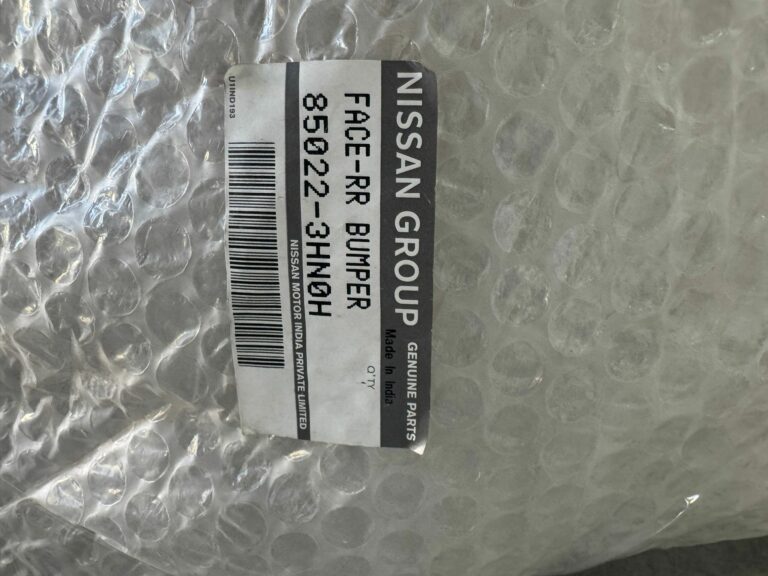 NISSAN GROUP GENUINE PARTS
Made In India
FACE-RR BUMPER
Q'TY
85022-3HN0H
NISSAN MOTOR INDIA PRIVATE LIMITED
U1IND193